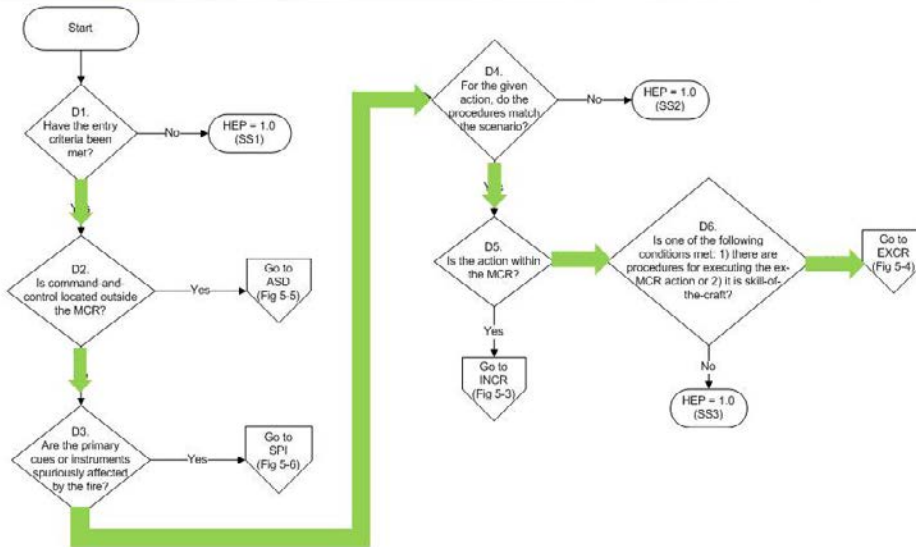 Start
D1.
Have the entry
criteria been
met?
No
HEP = 1.0
(SS1)
D2.
Is command-and-
control located outside
the MCR?
Yes
Go to
ASD
(Fig 5-5)
D3.
Are the primary
cues or instruments
spuriously affected
by the fire?
Yes
Go to
SPI
(Fig 5-6)
D4.
For the given
action, do the
procedures match
the scenario?
No
HEP = 1.0
(SS2)
D5.
Is the action within
the MCR?
Yes
Go to
INCR
(Fig 5-3)
D6.
Is one of the following
conditions met: 1) there are
procedures for executing the ex-
MCR action or 2) it is skill-of-
the-craft?
No
HEP = 1.0
(SS3)
Go to
EXCR
(Fig 5-4)